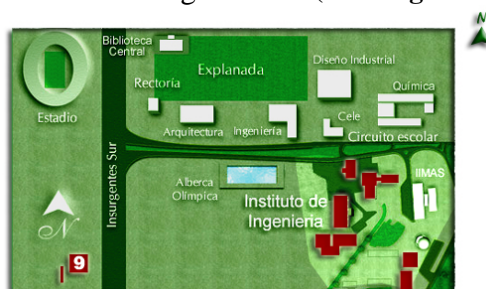 Biblioteca
Central
Explanada
Diseño Industrial
Rectoría
Química
Estadio
Arquitectura
Ingeniería
Cele
Circuito escolar
Insurgentes Sur
Alberca
Olímpica
IIMAS
Instituto de
Ingeniería
N
9